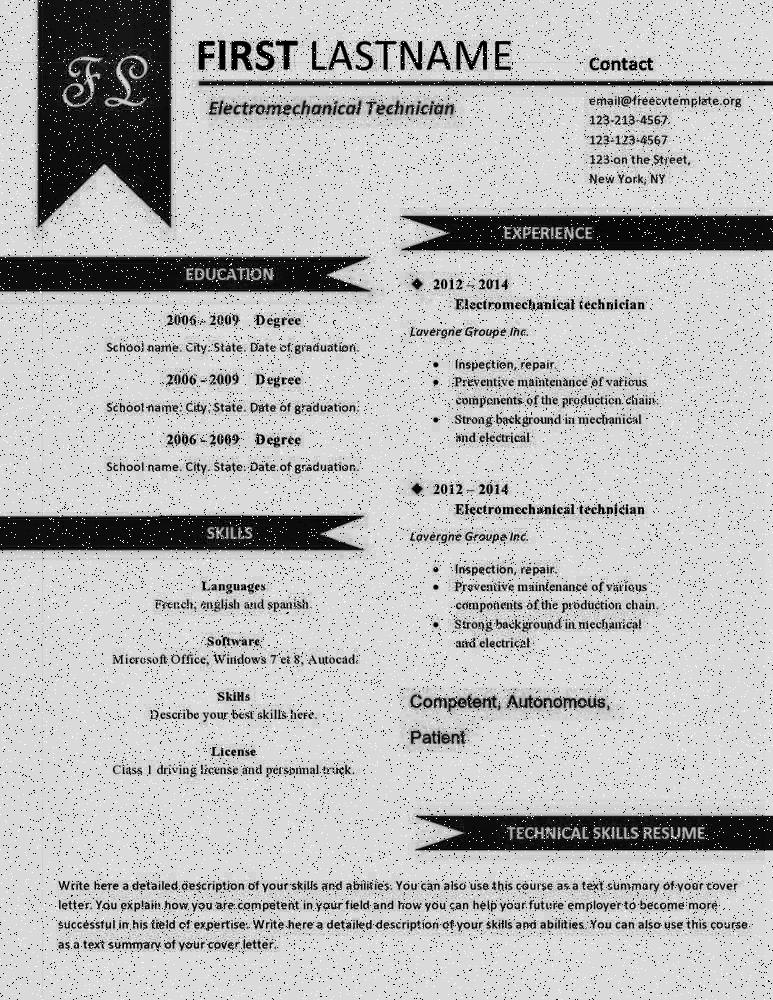 FL
FIRST LASTNAME
Electromechanical Technician
Contact
email@freecvtemplate.org
123-213-4567
123-123-4567
123 on the Street,
New York, NY
EDUCATION
2006 - 2009 Degree
School name. City. State. Date of graduation.
2006 - 2009 Degree
School name. City. State. Date of graduation.
2006 - 2009 Degree
School name. City. State. Date of graduation.
SKILLS
Languages
French, english and spanish.
Software
Microsoft Office, Windows 7 et 8, Autocad.
Skills
Describe your best skills here.
License
Class 1 driving license and personnal truck.
EXPERIENCE
❖ 2012 – 2014
Electromechanical technician
Lavergne Groupe Inc.
• Inspection, repair.
• Preventive maintenance of various
components of the production chain.
• Strong background in mechanical
and electrical
❖ 2012 – 2014
Electromechanical technician
Lavergne Groupe Inc.
• Inspection, repair.
• Preventive maintenance of various
components of the production chain.
• Strong background in mechanical
and electrical
Competent, Autonomous,
Patient
TECHNICAL SKILLS RESUME
Write here a detailed description of your skills and abilities. You can also use this course as a text summary of your cover
letter. You explain how you are competent in your field and how you can help your future employer to become more
successful in his field of expertise. Write here a detailed description of your skills and abilities. You can also use this course
as a text summary of your cover letter.